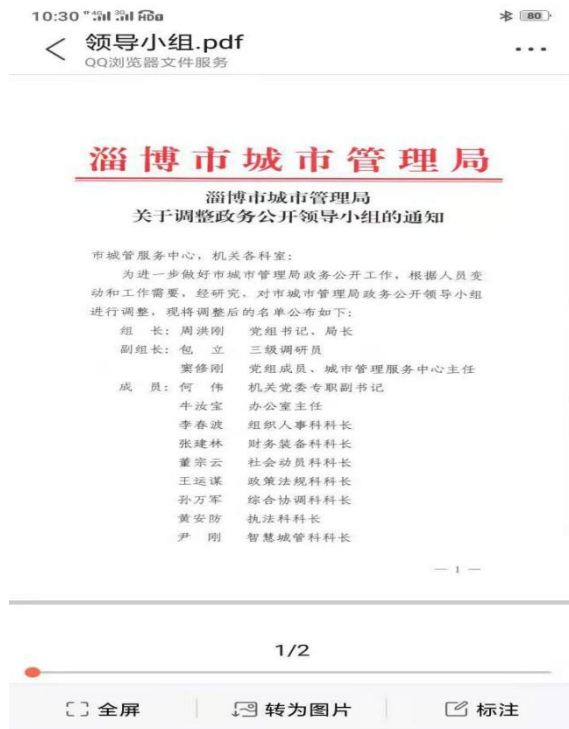 10:30
80
领导小组.pdf
QQ浏览器文件服务
淄博市城市管理局
淄博市城市管理局
关于调整政务公开领导小组的通知
市城管服务中心，机关各科室：
为进一步做好市城市管理局政务公开工作，根据人员变
动和工作需要，经研究，对市城市管理局政务公开领导小组
进行调整，现将调整后的名单公布如下：
组 长：周洪刚 党组书记、局长
副组长：包 立 三级调研员
窦修刚 党组成员、城市管理服务中心主任
成 员：何 伟 机关党委专职副书记
牛汝宝 办公室主任
李春波 组织人事科科长
张建林 财务装备科科长
董宗云 社会动员科科长
王运谋 政策法规科科长
孙万军 综合协调科科长
黄安防 执法科科长
尹 刚 智慧城管科科长
— 1 —
1/2
全屏 转为图片 标注